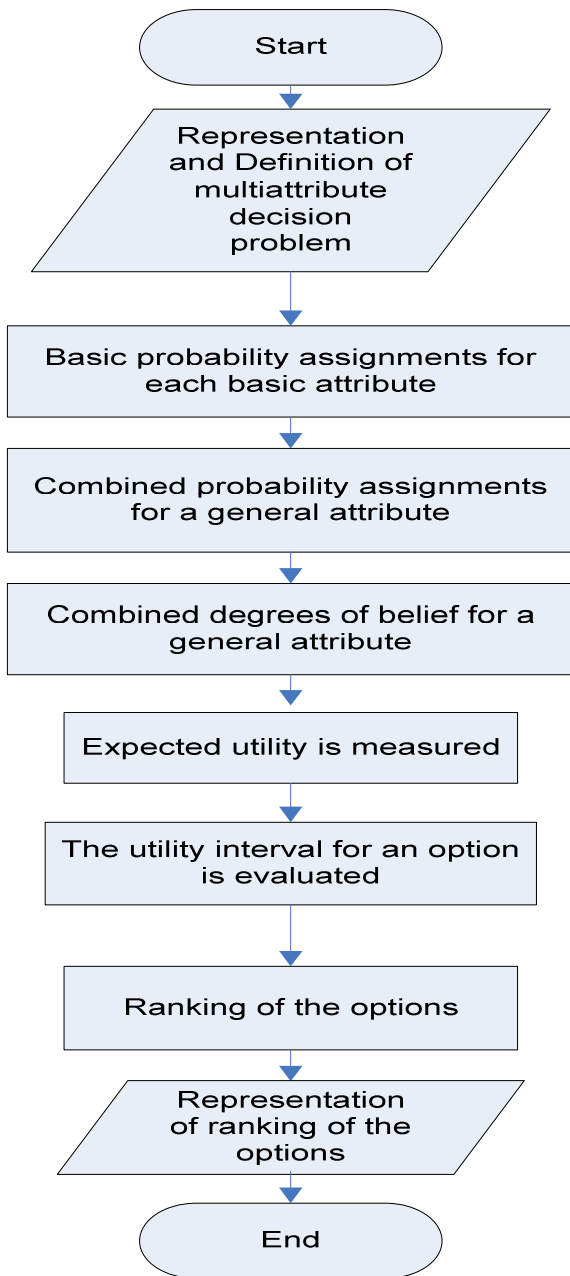 Start
Representation
and Definition of
multiattribute
decision
problem
Basic probability assignments for
each basic attribute
Combined probability assignments
for a general attribute
Combined degrees of belief for a
general attribute
Expected utility is measured
The utility interval for an option
is evaluated
Ranking of the options
Representation
of ranking of the
options
End